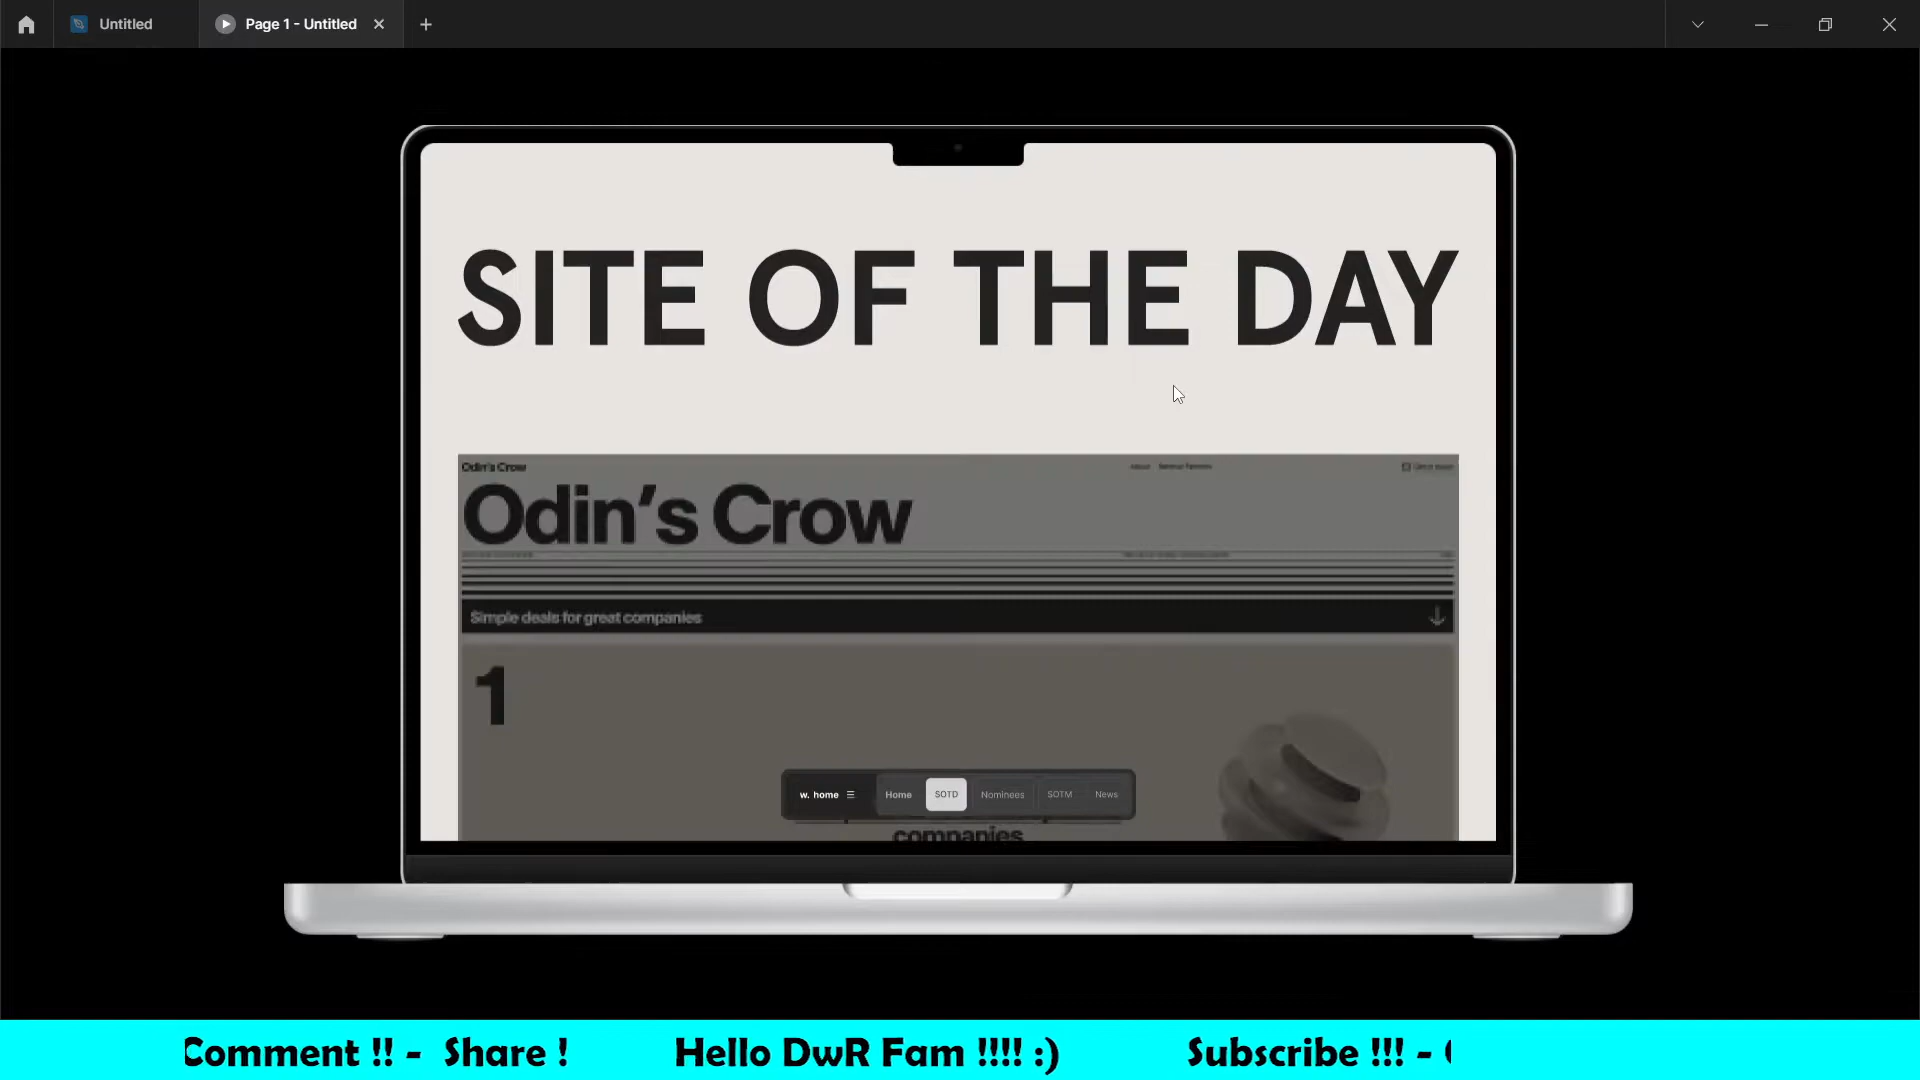 Untitled
Page 1 - Untitled
SITE OF THE DAY
Odin's Crow
Odin's Crow
Simple deals for great companies
1
w. home
Home
SOTD
Nominees
SOTM
News
companies
Comment !! - Share !
Hello DwR Fam !!!! :)
Subscribe !!! -